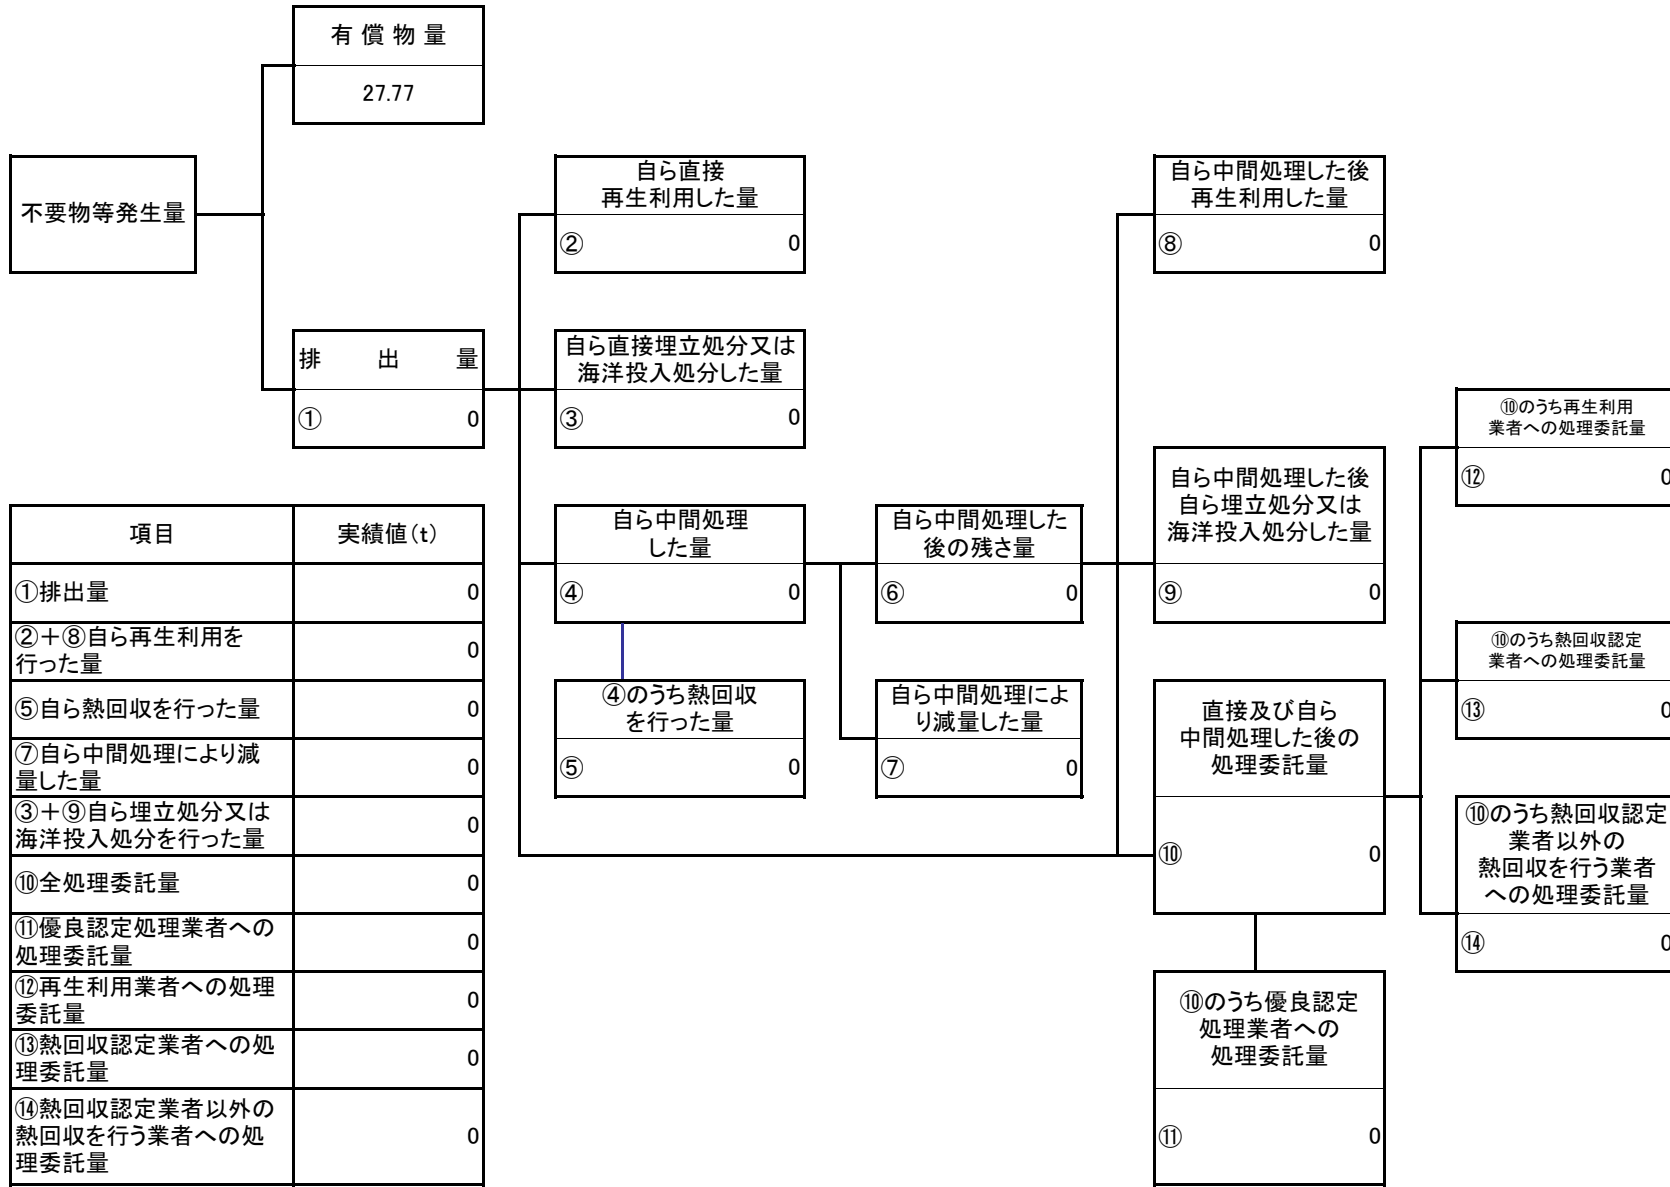 有 償 物 量
27.77
不要物等発生量
自ら直接
再生利用した量
② 0
自ら中間処理した後
再生利用した量
⑧ 0
排 出 量
① 0
自ら直接埋立処分又は
海洋投入処分した量
③ 0
⑩のうち再生利用
業者への処理委託量
⑫ 0
自ら中間処理
した量
④ 0
自ら中間処理した
後の残さ量
⑥ 0
自ら中間処理した後
自ら埋立処分又は
海洋投入処分した量
⑨ 0
⑩のうち熱回収認定
業者への処理委託量
⑬ 0
④のうち熱回収
を行った量
⑤ 0
自ら中間処理によ
り減量した量
⑦ 0
直接及び自ら
中間処理した後の
処理委託量
⑩ 0
⑩のうち熱回収認定
業者以外の
熱回収を行う業者
への処理委託量
⑭ 0
⑩のうち優良認定
処理業者への
処理委託量
⑪ 0
項目 実績値(t)
①排出量 0
②+⑧自ら再生利用を
行った量 0
⑤自ら熱回収を行った量 0
⑦自ら中間処理により減
量した量 0
③+⑨自ら埋立処分又は
海洋投入処分を行った量 0
⑩全処理委託量 0
⑪優良認定処理業者への
処理委託量 0
⑫再生利用業者への処理
委託量 0
⑬熱回収認定業者への処
理委託量 0
⑭熱回収認定業者以外の
熱回収を行う業者への処
理委託量 0